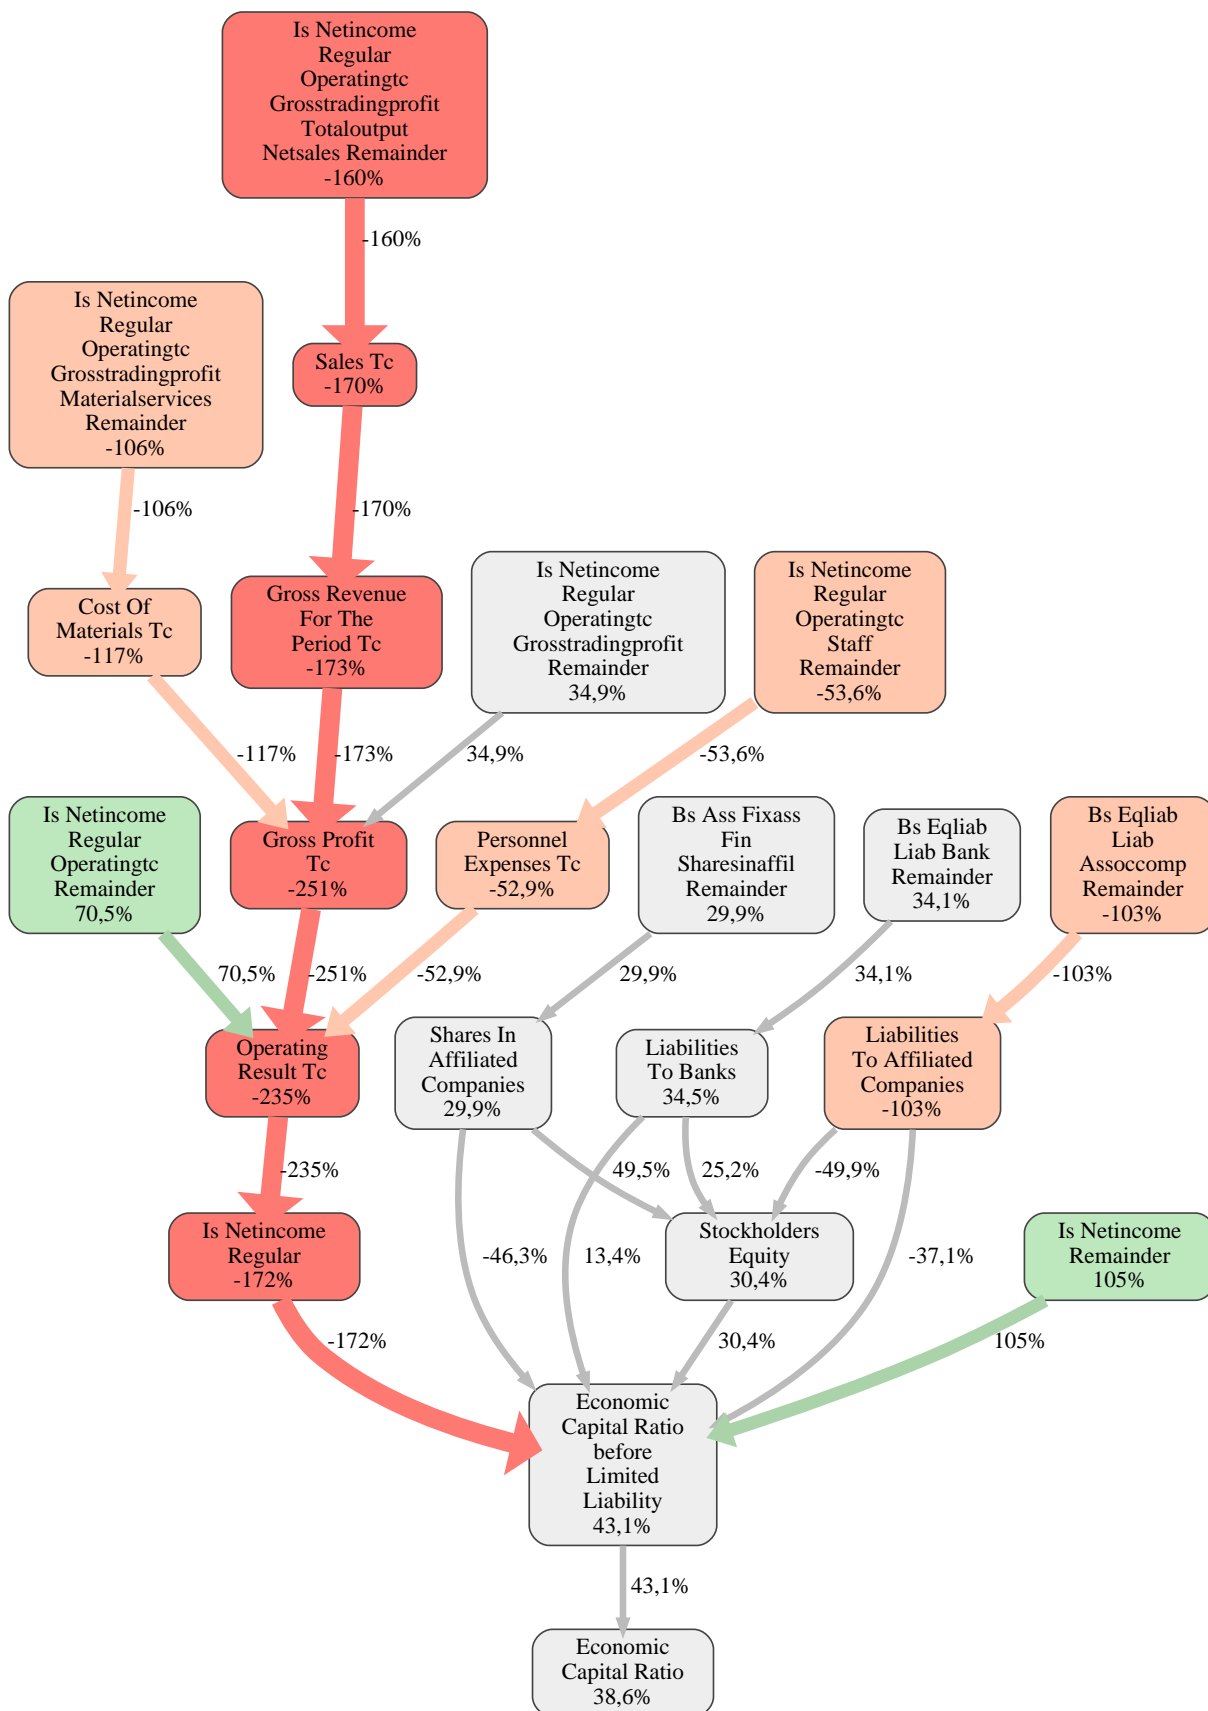 Is Netincome
Regular
Operatingtc
Grosstradingprofit
Totaloutput
Netsales Remainder
-160%
-160%
Is Netincome
Regular
Operatingtc
Grosstradingprofit
Materialservices
Remainder
-106%
Sales Tc
-170%
-106%
-170%
Cost Of
Materials Tc
-117%
Gross Revenue
For The
Period Tc
-173%
Is Netincome
Regular
Operatingtc
Grosstradingprofit
Remainder
34,9%
Is Netincome
Regular
Operatingtc
Staff
Remainder
-53,6%
-117%
-173%
34,9%
-53,6%
Is Netincome
Regular
Operatingtc
Remainder
70,5%
Gross Profit
Tc
-251%
Personnel
Expenses Tc
-52,9%
Bs Ass Fixass
Fin
Sharesinaffil
Remainder
29,9%
Bs Eqliab
Liab Bank
Remainder
34,1%
Bs Eqliab
Liab
Assoccomp
Remainder
-103%
70,5%
-251%
-52,9%
29,9%
34,1%
-103%
Operating
Result Tc
-235%
Shares In
Affiliated
Companies
29,9%
Liabilities
To Banks
34,5%
Liabilities
To Affiliated
Companies
-103%
-235%
49,5%
25,2%
-49,9%
Is Netincome
Regular
-172%
-46,3%
13,4%
Stockholders
Equity
30,4%
-37,1%
Is Netincome
Remainder
105%
-172%
30,4%
105%
Economic
Capital Ratio
before
Limited
Liability
43,1%
43,1%
Economic
Capital Ratio
38,6%